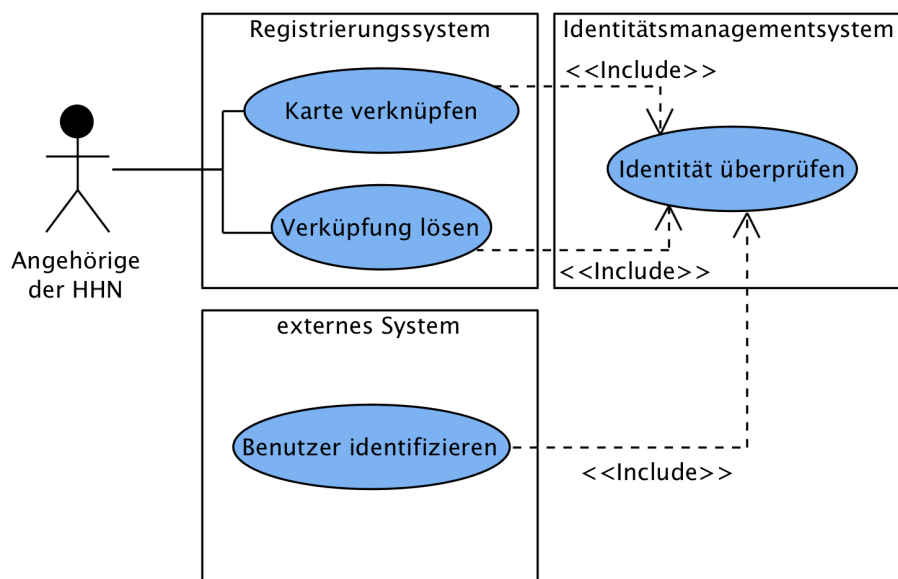 Registrierungssystem
Identitätsmanagementsystem
<<Include>>
Karte verknüpfen
Identität überprüfen
Verküpfung lösen
Angehörige
der HHN
<<Include>>
externes System
Benutzer identifizieren
<<Include>>